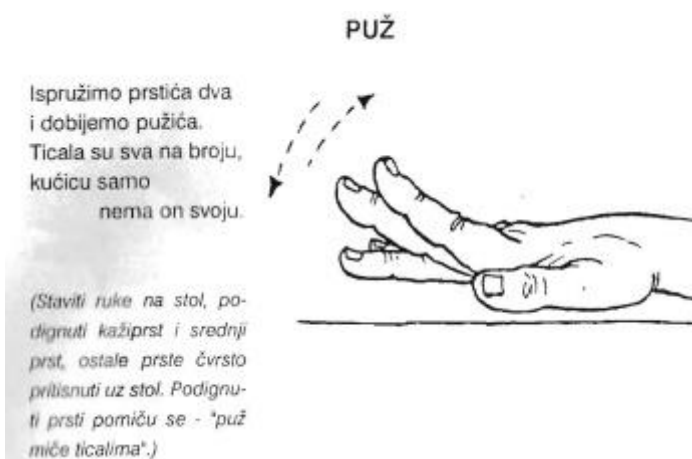 PUŽ
Ispružimo prstića dva
i dobijemo pužića.
Ticala su sva na broju,
kućicu samo
nema on svoju.
(Staviti ruke na stol, po-
dignuti kažiprst i srednji
prst, ostale prste čvrsto
pritisnuti uz stol. Podignu-
ti prsti pomiču se - "puž
miče ticalima".)